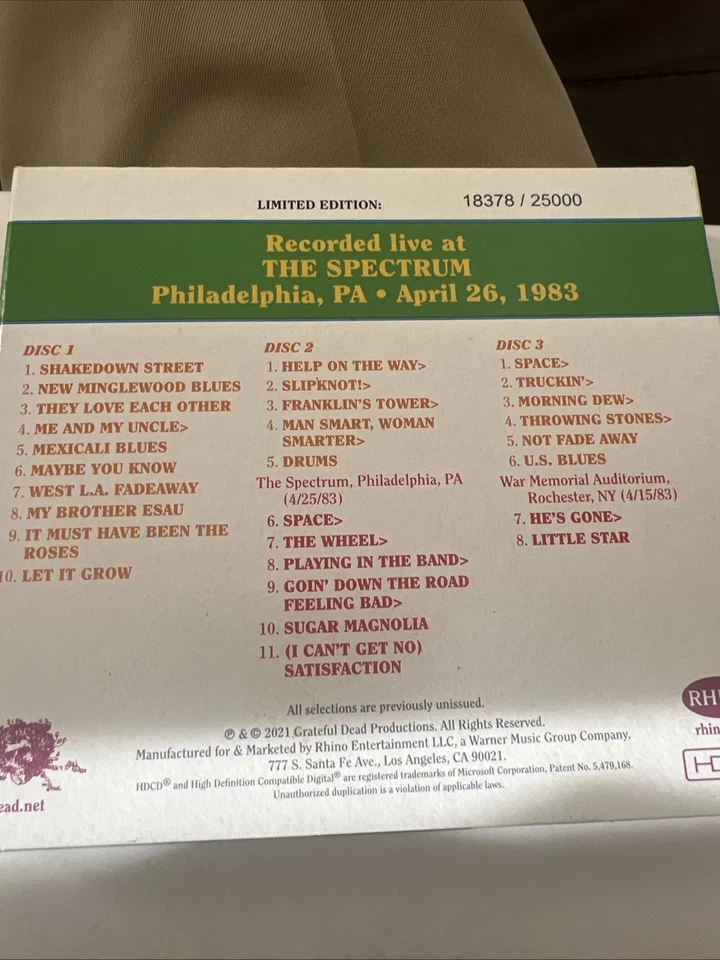 LIMITED EDITION: 18378 / 25000
Recorded live at
THE SPECTRUM
Philadelphia, PA • April 26, 1983
DISC 1
1. SHAKEDOWN STREET
2. NEW MINGLEWOOD BLUES
3. THEY LOVE EACH OTHER
4. ME AND MY UNCLE>
5. MEXICALI BLUES
6. MAYBE YOU KNOW
7. WEST L.A. FADEAWAY
8. MY BROTHER ESAU
9. IT MUST HAVE BEEN THE
ROSES
10. LET IT GROW
DISC 2
1. HELP ON THE WAY>
2. SLIPKNOT!>
3. FRANKLIN'S TOWER>
4. MAN SMART, WOMAN
SMARTER>
5. DRUMS
The Spectrum, Philadelphia, PA
(4/25/83)
6. SPACE>
7. THE WHEEL>
8. PLAYING IN THE BAND>
9. GOIN' DOWN THE ROAD
FEELING BAD>
10. SUGAR MAGNOLIA
11. (I CAN'T GET NO)
SATISFACTION
DISC 3
1. SPACE>
2. TRUCKIN'>
3. MORNING DEW>
4. THROWING STONES>
5. NOT FADE AWAY
6. U.S. BLUES
War Memorial Auditorium,
Rochester, NY (4/15/83)
7. HE'S GONE>
8. LITTLE STAR
All selections are previously unissued.
℗ & © 2021 Grateful Dead Productions. All Rights Reserved.
Manufactured for & Marketed by Rhino Entertainment LLC, a Warner Music Group Company,
777 S. Santa Fe Ave., Los Angeles, CA 90021.
HDCD® and High Definition Compatible Digital® are registered trademarks of Microsoft Corporation, Patent No. 5,479,168.
Unauthorized duplication is a violation of applicable laws.
ead.net
RHI
rhin
HD